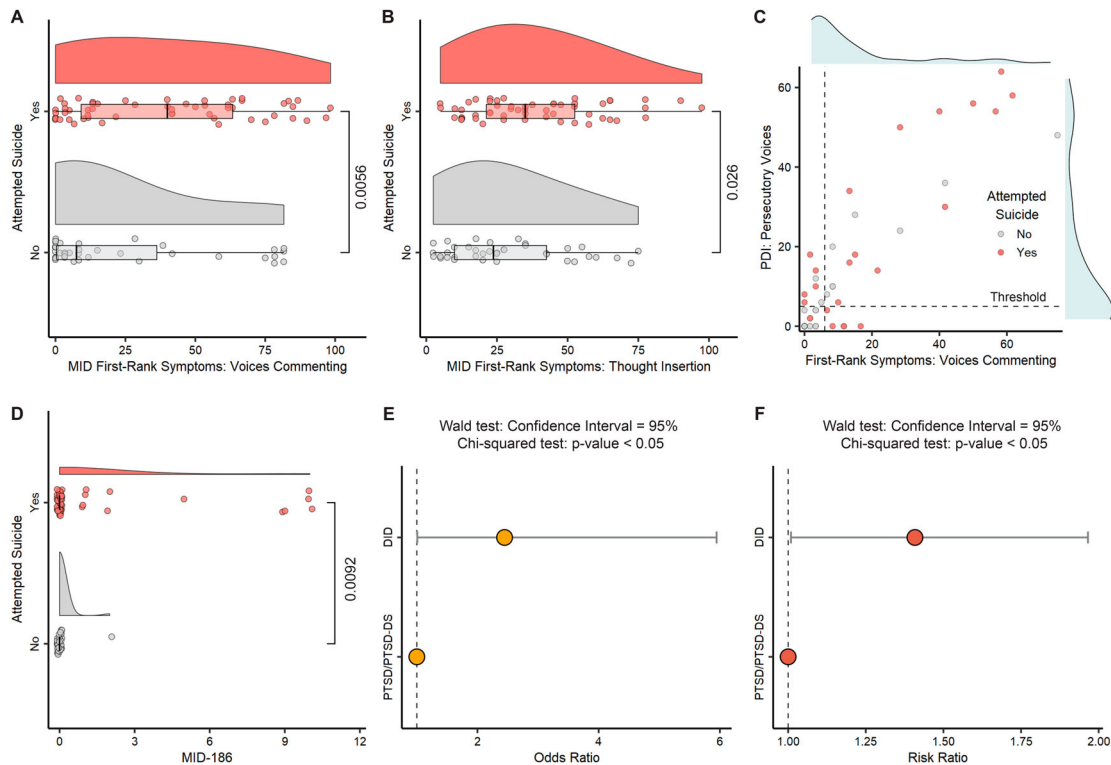 A
Yes
No
Attempted Suicide
0.0056
0 25 50 75 100
MID First-Rank Symptoms: Voices Commenting
B
Yes
No
Attempted Suicide
0.026
0 25 50 75 100
MID First-Rank Symptoms: Thought Insertion
C
60
40
20
0
PDI: Persecutory Voices
Attempted
Suicide
No
Yes
Threshold
0 20 40 60
First-Rank Symptoms: Voices Commenting
D
Yes
No
Attempted Suicide
0.0092
0 3 6 9 12
MID-186
E
Wald test: Confidence Interval = 95%
Chi-squared test: p-value < 0.05
DID
PTSD/PTSD-DS
2 4 6
Odds Ratio
F
Wald test: Confidence Interval = 95%
Chi-squared test: p-value < 0.05
DID
PTSD/PTSD-DS
1.00 1.25 1.50 1.75 2.00
Risk Ratio